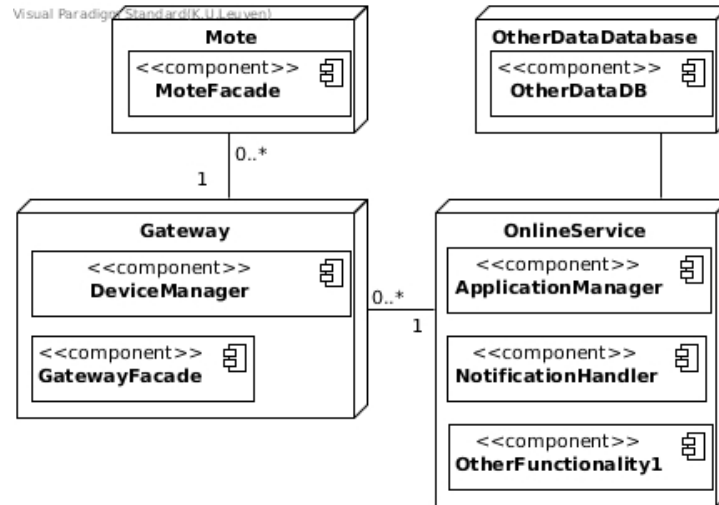 Visual Paradigm Standard(K.U.Leuven)
Mote
<<component>>
MoteFacade
OtherDataDatabase
<<component>>
OtherDataDB
0..*
1
Gateway
<<component>>
DeviceManager
<<component>>
GatewayFacade
0..*
1
OnlineService
<<component>>
ApplicationManager
<<component>>
NotificationHandler
<<component>>
OtherFunctionality1